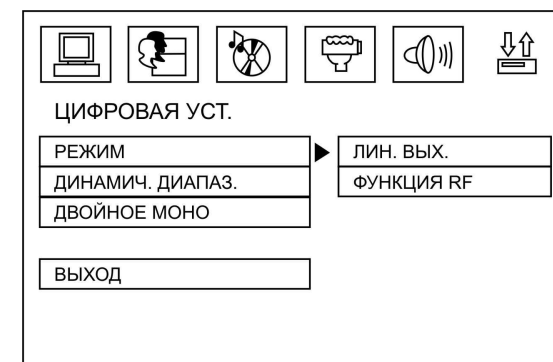 ЦИФРОВАЯ УСТ.
РЕЖИМ
ЛИН. ВЫХ.
ДИНАМИЧ. ДИАПАЗ.
ФУНКЦИЯ RF
ДВОЙНОЕ МОНО
ВЫХОД